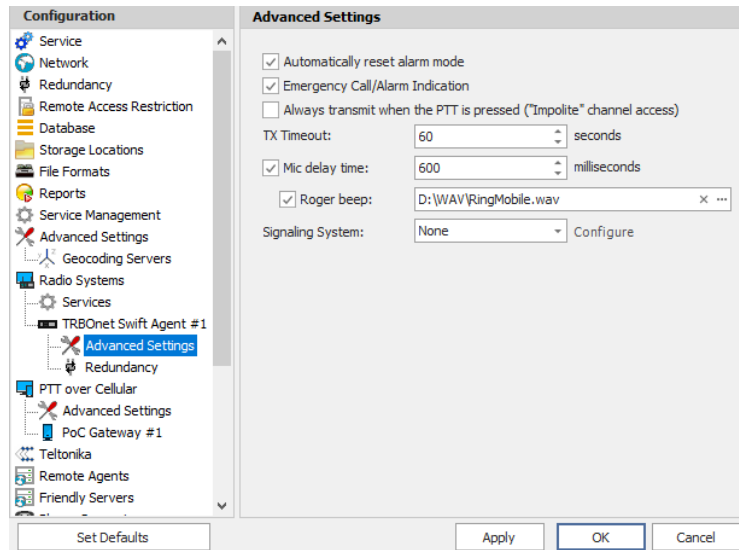 Configuration
Service
Network
Redundancy
Remote Access Restriction
Database
Storage Locations
File Formats
Reports
Service Management
Advanced Settings
Geocoding Servers
Radio Systems
Services
TRBOnet Swift Agent #1
Advanced Settings
Redundancy
PTT over Cellular
Advanced Settings
PoC Gateway #1
Teltonika
Remote Agents
Friendly Servers
Set Defaults
Advanced Settings
Automatically reset alarm mode
Emergency Call/Alarm Indication
Always transmit when the PTT is pressed ("Impolite" channel access)
TX Timeout: 60 seconds
Mic delay time: 600 milliseconds
Roger beep: D:\WAV\RingMobile.wav
Signaling System: None Configure
Apply OK Cancel